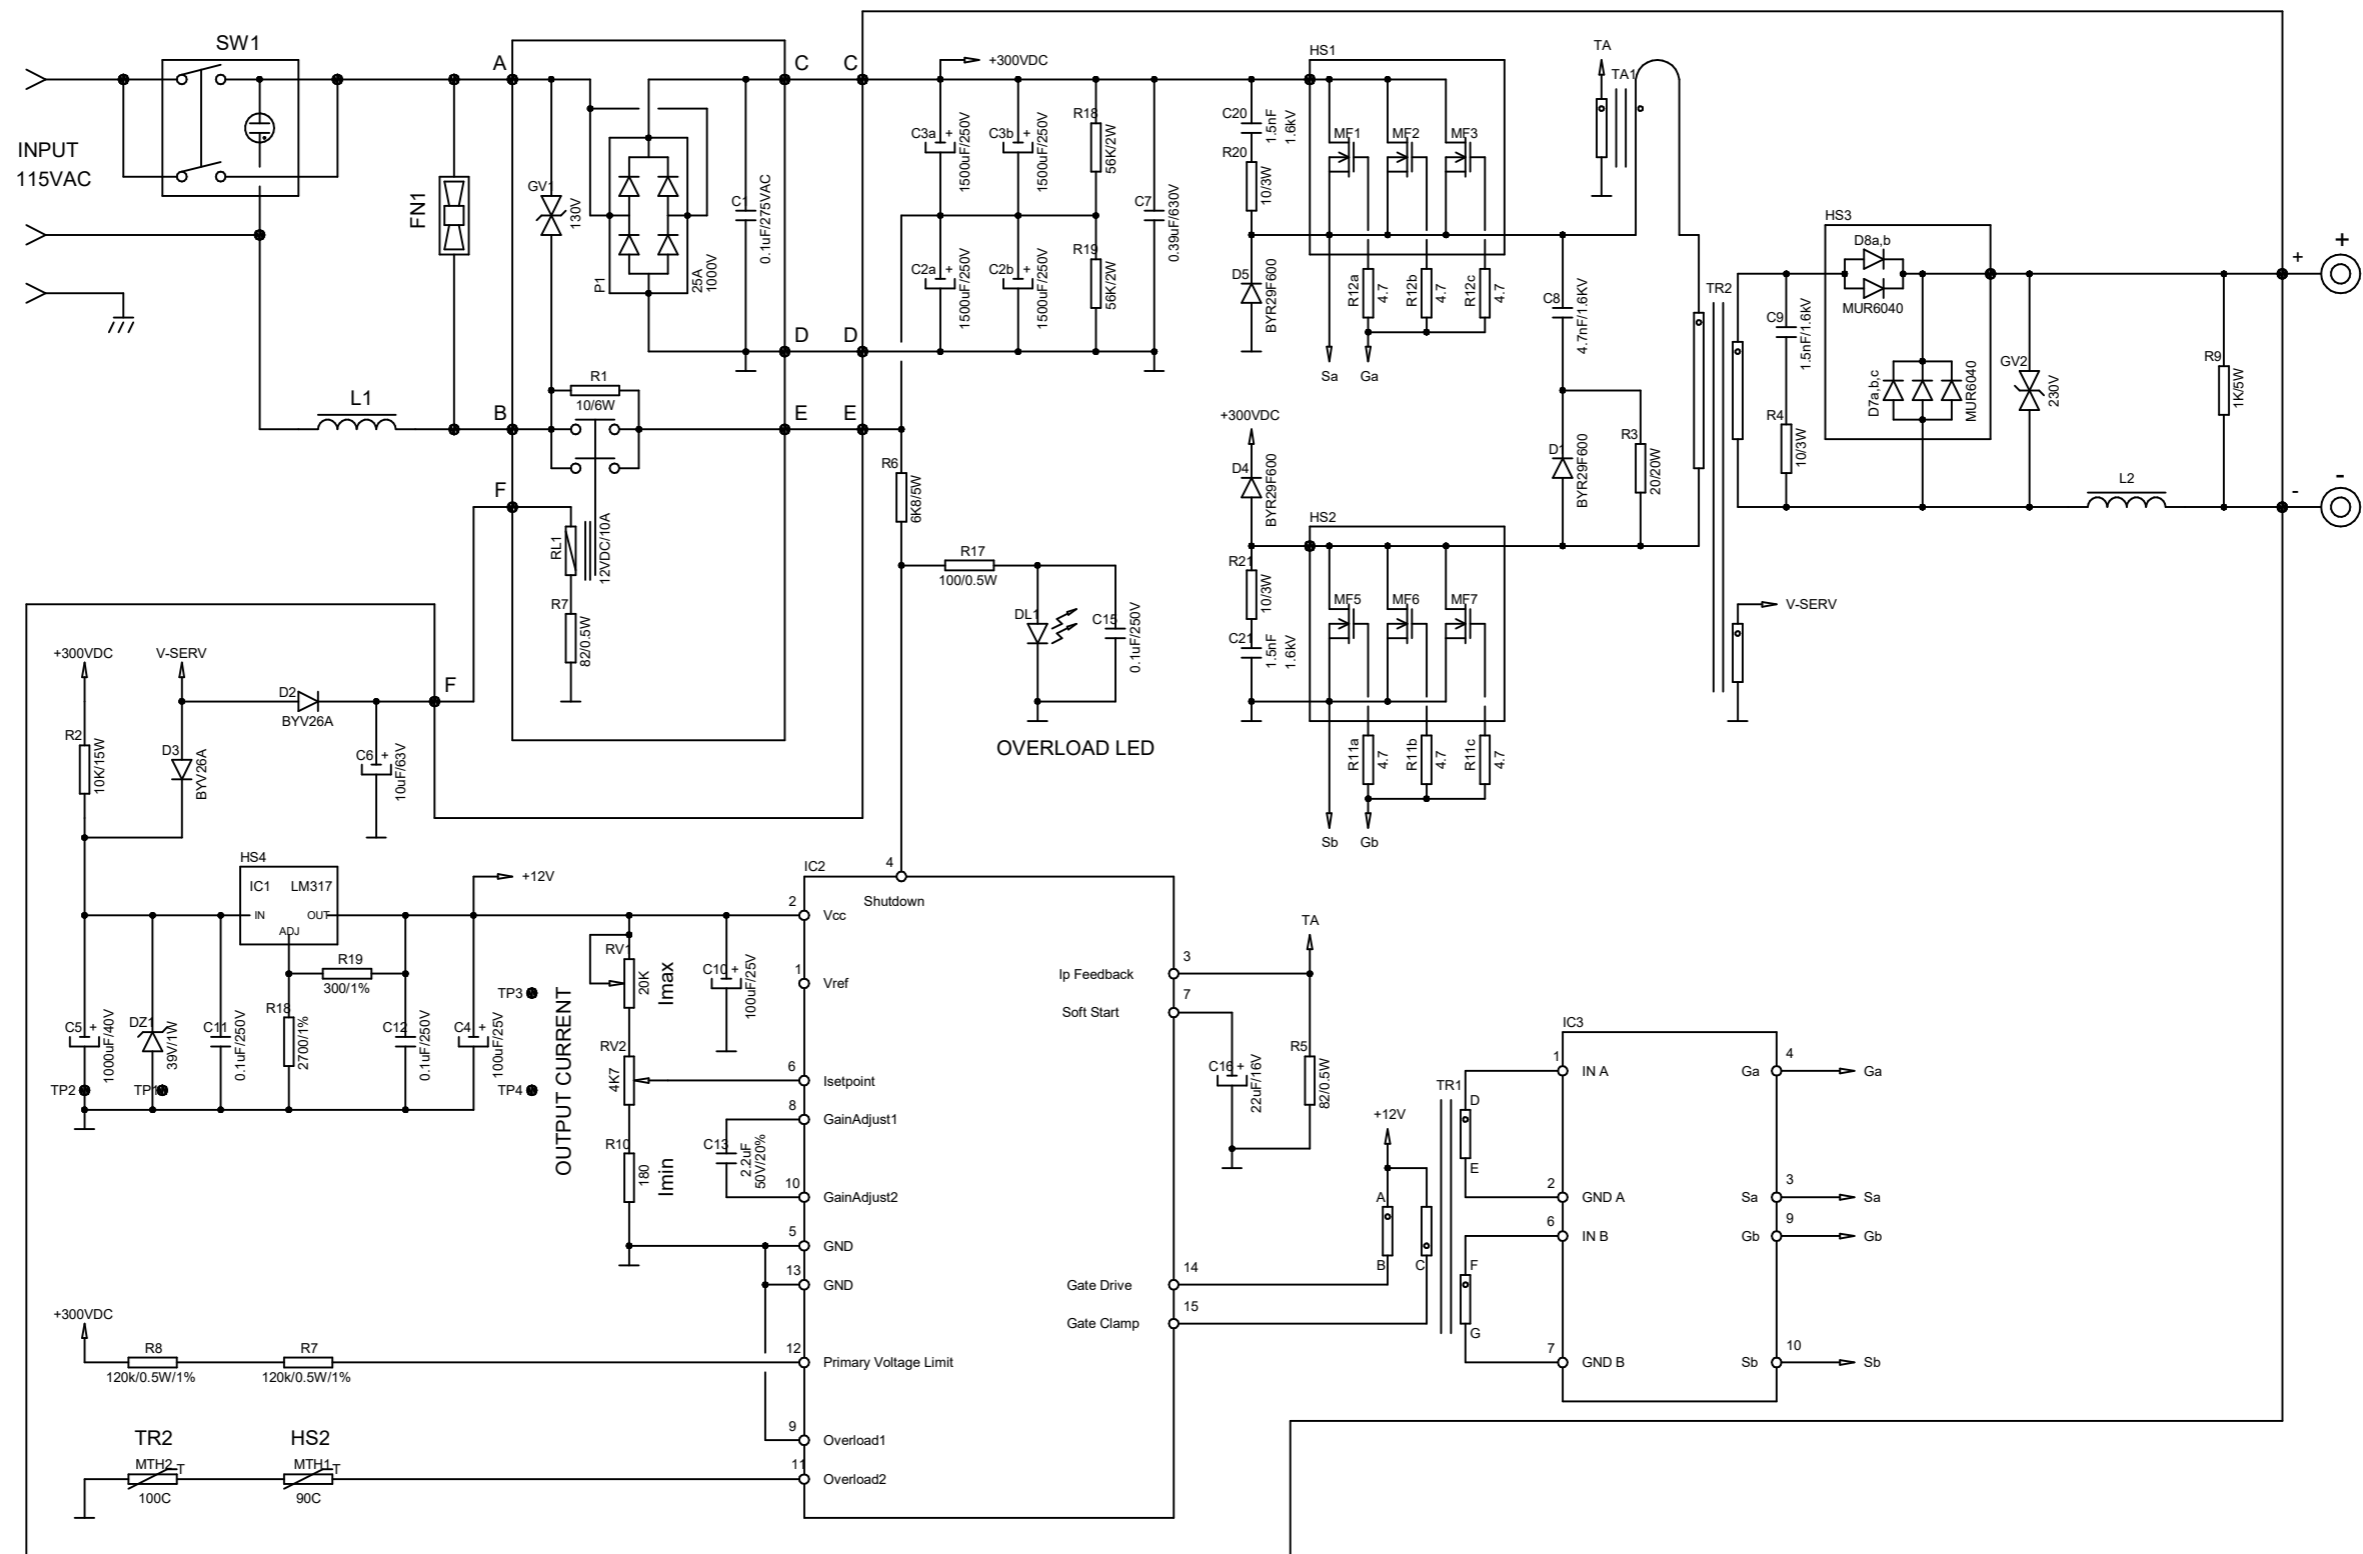 SW1
INPUT
115VAC
FN1
L1
A
B
F
GV1
130V
P1
25A
1000V
C1
0.1uF/275VAC
R1
10/6W
RL1
12VDC/10A
R7
82/0.5W
C
D
E
C
D
E
+300VDC
C3a
+
1500uF/250V
C3b
+
1500uF/250V
R18
56K/2W
C2a
+
1500uF/250V
C2b
+
1500uF/250V
R19
56K/2W
C7
0.39uF/630V
R6
6K8/5W
R17
100/0.5W
DL1
C15
0.1uF/250V
OVERLOAD LED
C20
1.5nF
1.6kV
R20
10/3W
D5
BYR29F600
HS1
MF1
MF2
MF3
R12a
4.7
R12b
4.7
R12c
4.7
Sa
Ga
+300VDC
D4
BYR29F600
R21
10/3W
C21
1.5nF
1.6kV
HS2
MF5
MF6
MF7
R11a
4.7
R11b
4.7
R11c
4.7
Sb
Gb
TA
TA1
C8
4.7nF/1.6KV
D1
BYR29F600
R3
20/20W
TR2
V-SERV
C9
1.5nF/1.6kV
R4
10/3W
HS3
D8a,b
MUR6040
D7a,b,c
MUR6040
GV2
230V
L2
R9
1K/5W
+
+
-
-
+300VDC
V-SERV
R2
10K/15W
D3
BYV26A
D2
BYV26A
C6
+
10uF/63V
F
HS4
IC1
LM317
IN
OUT
ADJ
+12V
R19
300/1%
R18
2700/1%
C5
+
1000uF/40V
DZ1
39V/1W
C11
0.1uF/250V
C12
0.1uF/250V
C4
+
100uF/25V
TP2
TP1
TP3
TP4
OUTPUT CURRENT
RV1
20K
Imax
RV2
4K7
R10
180
Imin
C10
+
100uF/25V
C13
2.2uF
50V/20%
IC2
4
Shutdown
2
Vcc
1
Vref
6
Isetpoint
8
GainAdjust1
10
GainAdjust2
5
GND
13
GND
12
Primary Voltage Limit
9
Overload1
11
Overload2
3
Ip Feedback
7
Soft Start
14
Gate Drive
15
Gate Clamp
TA
C16
+
22uF/16V
R5
82/0.5W
+12V
A
B
C
TR1
D
E
F
G
IC3
1
IN A
2
GND A
6
IN B
7
GND B
4
Ga
Ga
3
Sa
Sa
9
Gb
Gb
10
Sb
Sb
+300VDC
R8
120k/0.5W/1%
R7
120k/0.5W/1%
TR2
MTH2
T
100C
HS2
MTH1
T
90C